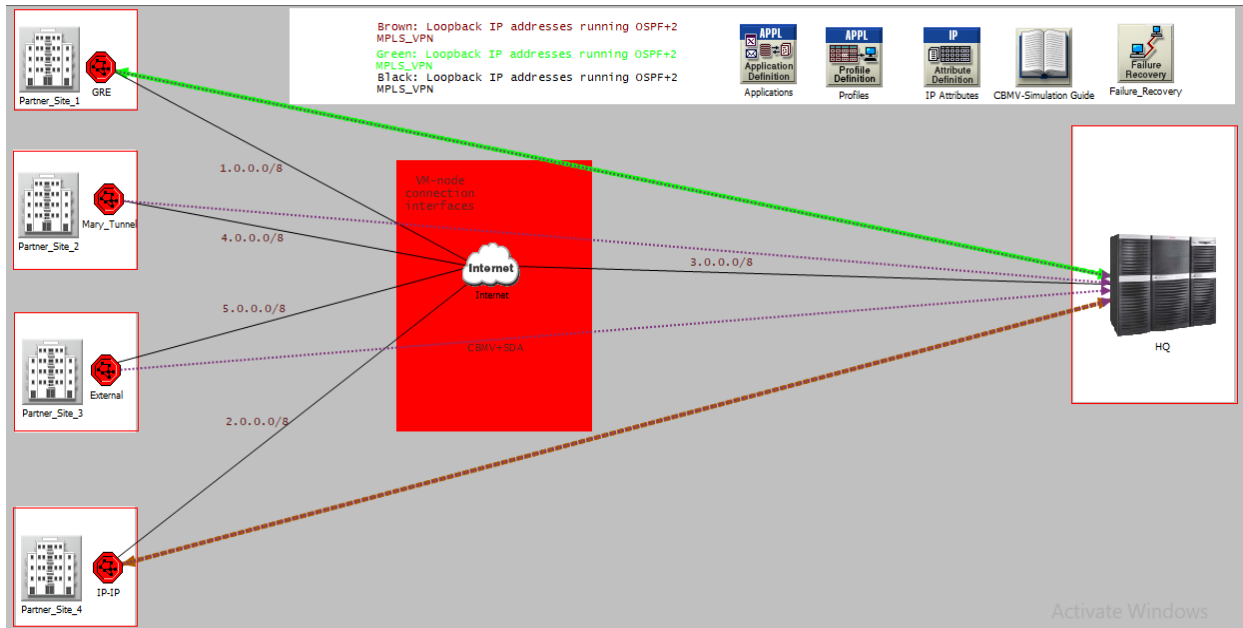 Brown: Loopback IP addresses running OSPF+2
MPLS_VPN
Green: Loopback IP addresses running OSPF+2
MPLS_VPN
Black: Loopback IP addresses running OSPF+2
MPLS_VPN
APPL
Application
Definition
Applications
APPL
Profile
Definition
Profiles
IP
Attribute
Definition
IP Attributes
CBMV-Simulation Guide
Failure
Recovery
Failure_Recovery
Partner_Site_1
GRE
1.0.0.0/8
VM-node
connection
interfaces
Partner_Site_2
Mary_Tunnel
4.0.0.0/8
Internet
Internet
3.0.0.0/8
5.0.0.0/8
CBMV+SDA
HQ
Partner_Site_3
External
2.0.0.0/8
Partner_Site_4
IP-IP
Activate Windows